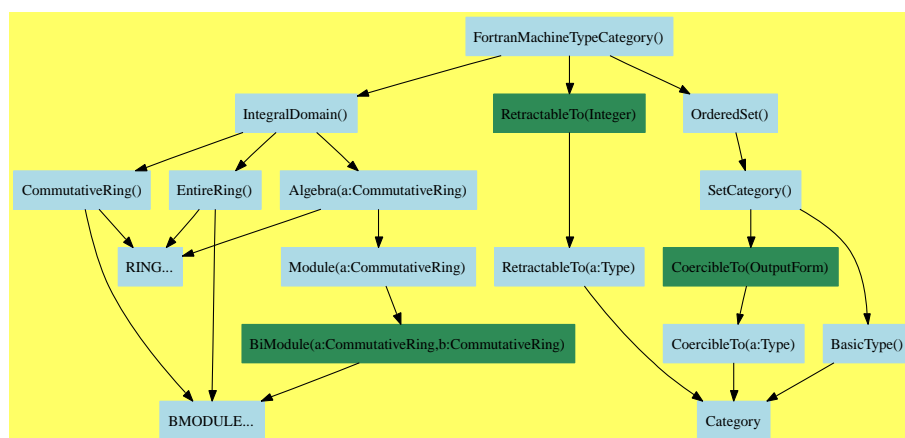 FortranMachineTypeCategory()
IntegralDomain()
RetractableTo(Integer)
OrderedSet()
CommutativeRing()
EntireRing()
Algebra(a:CommutativeRing)
SetCategory()
RING...
Module(a:CommutativeRing)
RetractableTo(a:Type)
CoercibleTo(OutputForm)
BiModule(a:CommutativeRing,b:CommutativeRing)
CoercibleTo(a:Type)
BasicType()
BMODULE...
Category